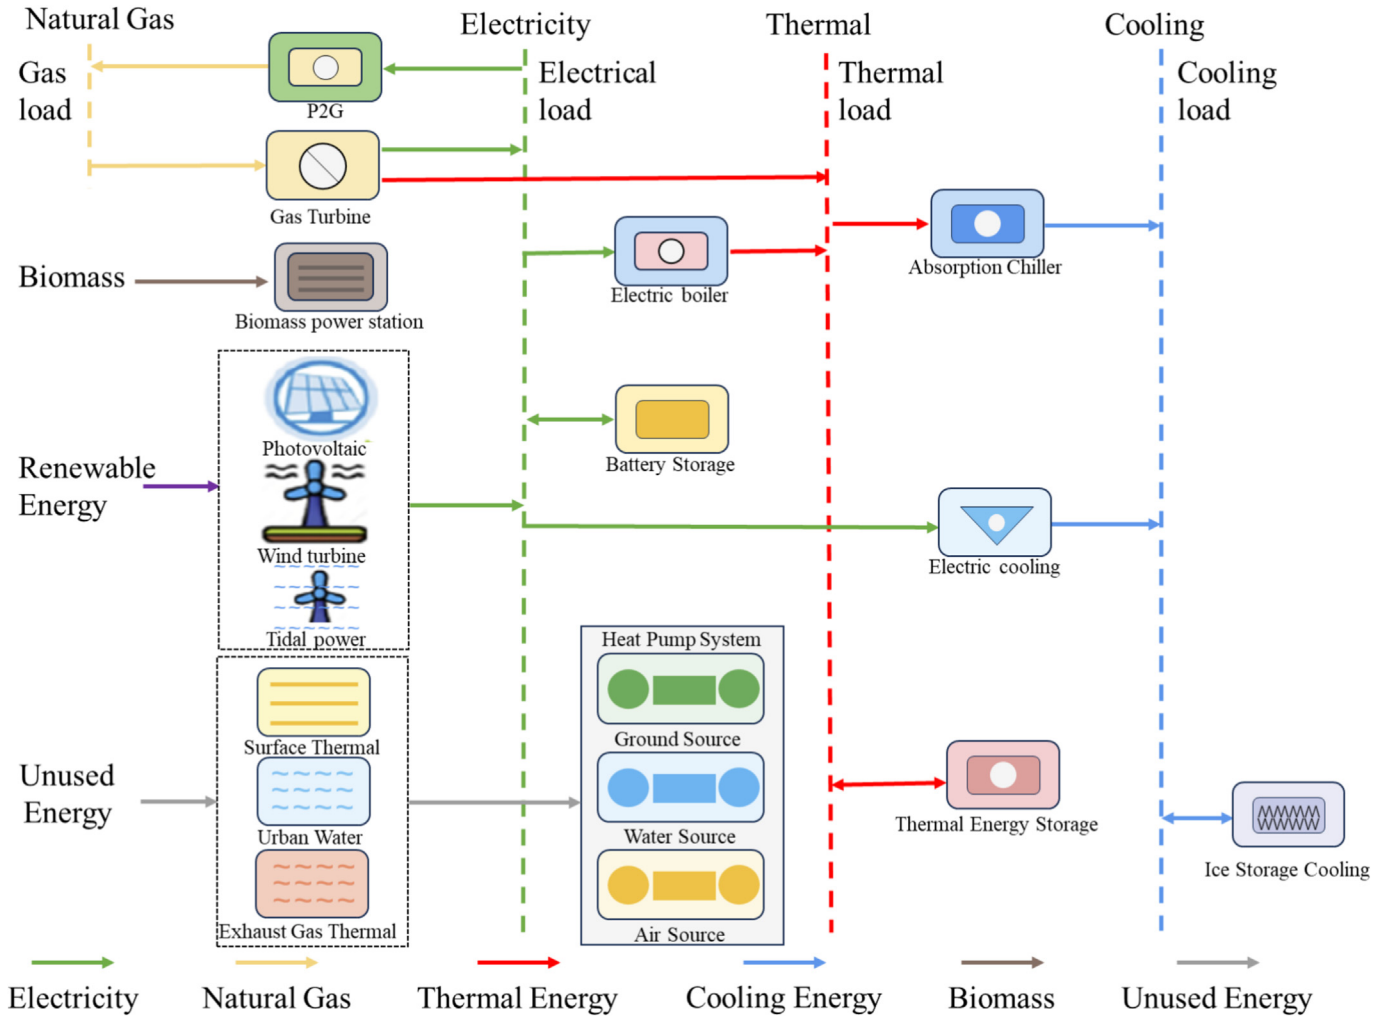 Natural Gas
Electricity
Thermal
Cooling
Gas
load
P2G
Electrical
load
Thermal
load
Cooling
load
Gas Turbine
Absorption Chiller
Biomass
Biomass power station
Electric boiler
Photovoltaic
Battery Storage
Renewable
Energy
Wind turbine
Electric cooling
Tidal power
Heat Pump System
Ground Source
Surface Thermal
Unused
Energy
Urban Water
Water Source
Thermal Energy Storage
Ice Storage Cooling
Exhaust Gas Thermal
Air Source
Electricity
Natural Gas
Thermal Energy
Cooling Energy
Biomass
Unused Energy